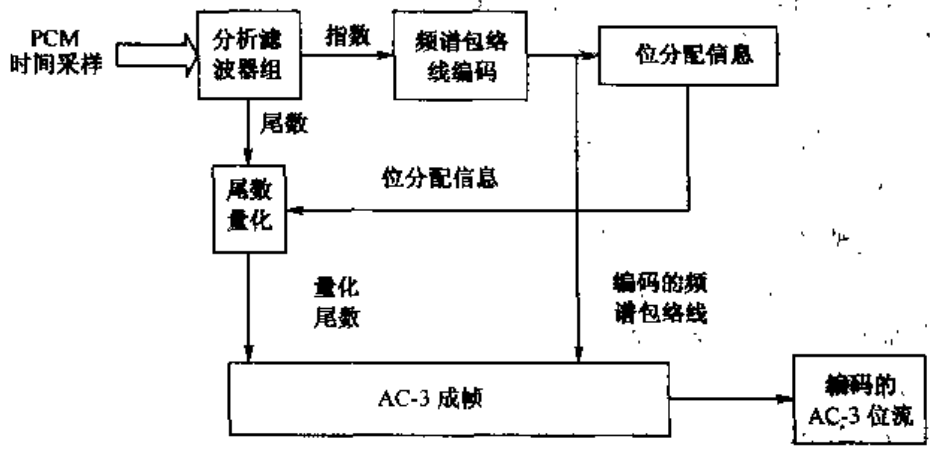 PCM
时间采样
分析滤
波器组
指数
频谱包络
线编码
位分配信息
尾数
尾数
量化
位分配信息
量化
尾数
编码的频
谱包络线
AC-3 成帧
编码的
AC-3 位流